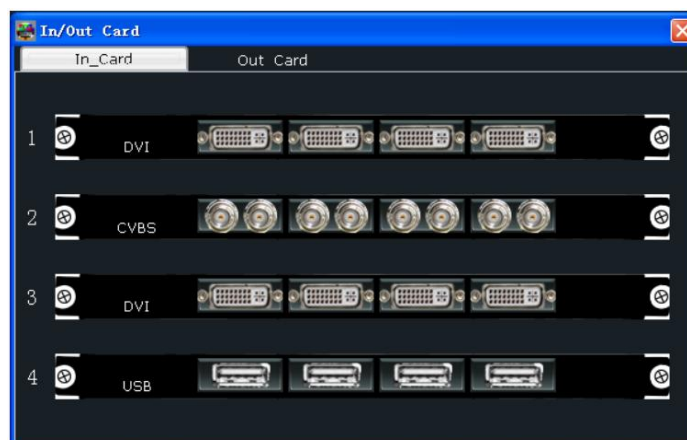 In/Out Card
In_Card
Out Card
1
DVI
2
CVBS
3
DVI
4
USB